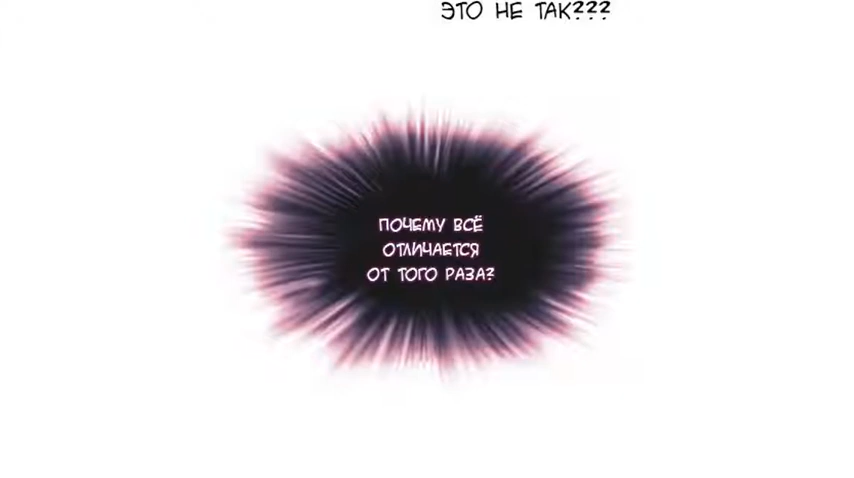 ЭТО НЕ ТАК???
ПОЧЕМУ ВСЁ
ОТЛИЧАЕТСЯ
ОТ ТОГО РАЗА?